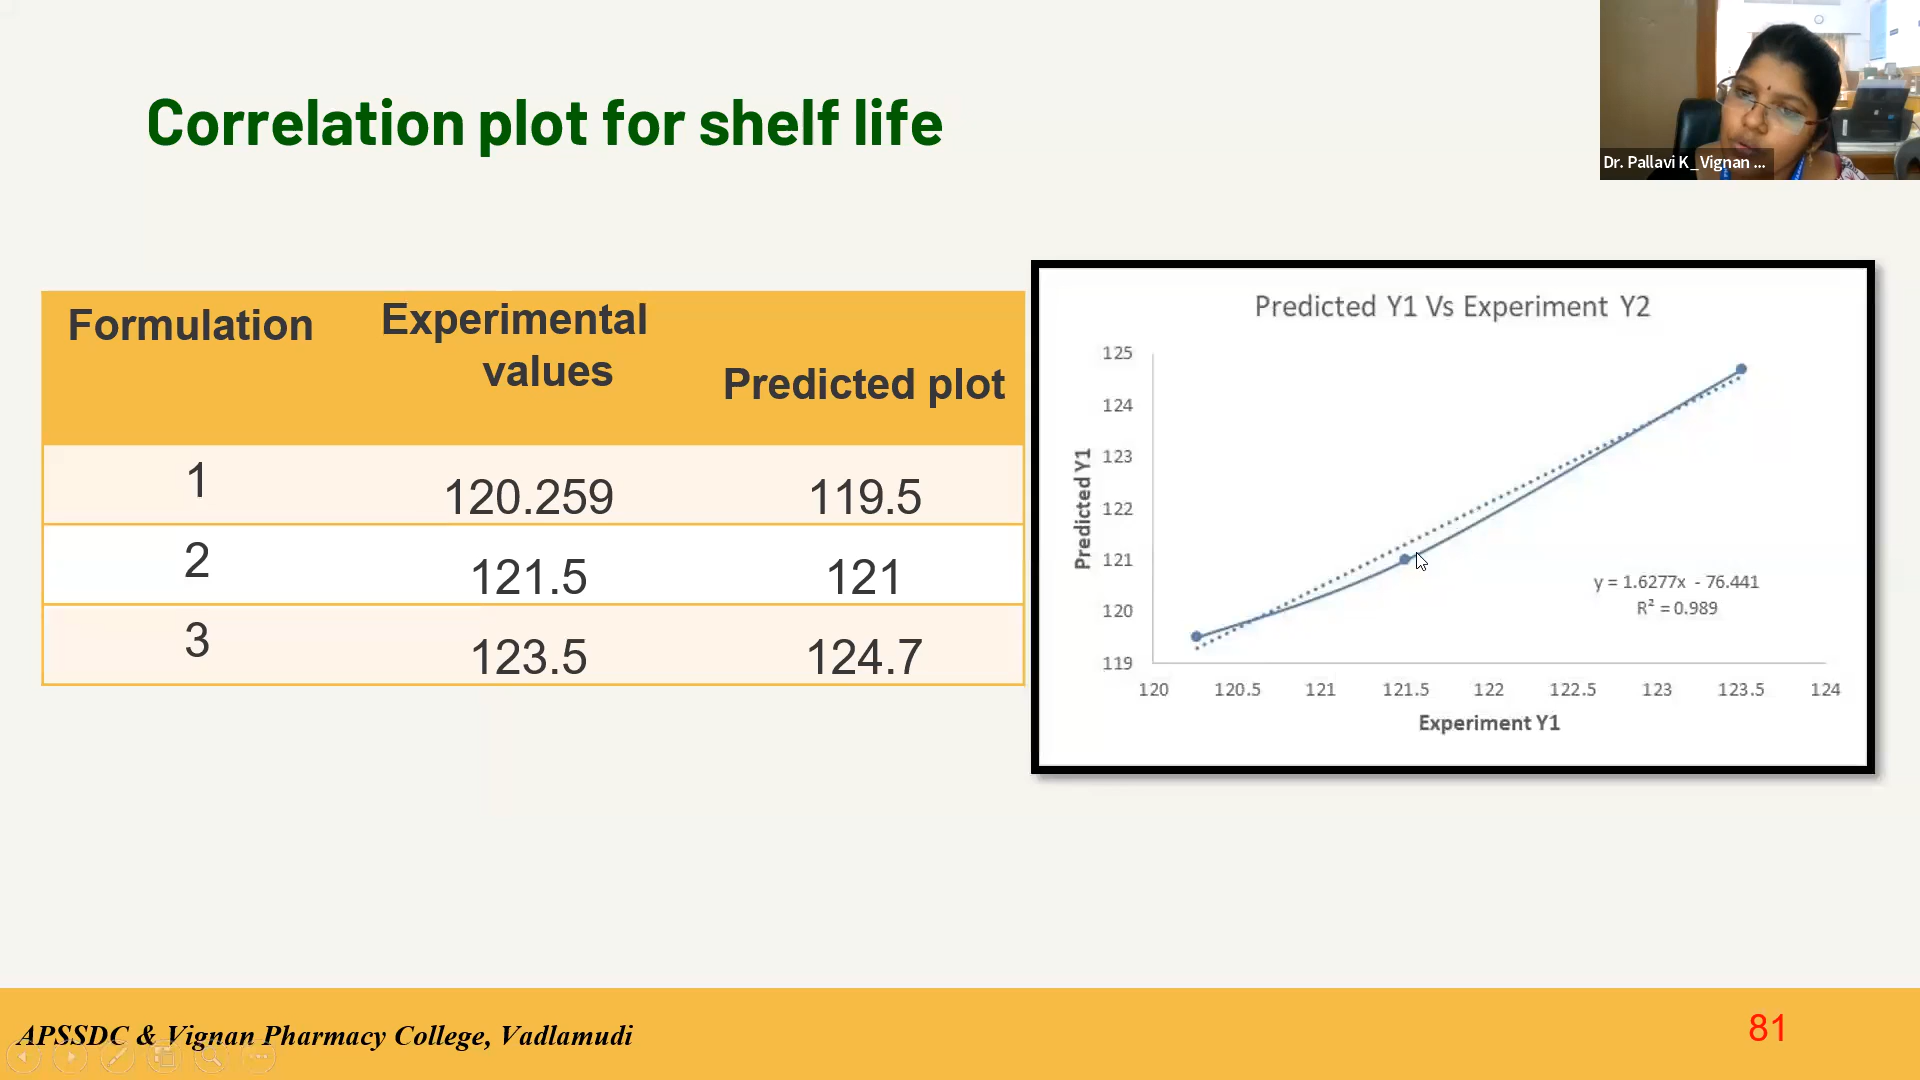 Correlation plot for shelf life
Dr. Pallavi K_Vignan ...
Formulation
Experimental
values
Predicted plot
1
120.259
119.5
2
121.5
121
3
123.5
124.7
Predicted Y1 Vs Experiment Y2
125
124
123
122
121
120
119
Predicted Y1
y = 1.6277x - 76.441
R² = 0.989
120
120.5
121
121.5
122
122.5
123
123.5
124
Experiment Y1
APSSDC & Vignan Pharmacy College, Vadlamudi
81